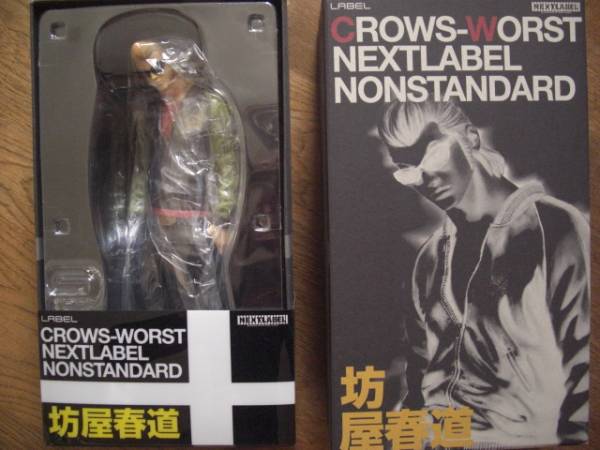 LABEL NEXTLABEL
CROWS-WORST
NEXTLABEL
NONSTANDARD
坊屋春道
LABEL NEXTLABEL
CROWS-WORST
NEXTLABEL
NONSTANDARD
坊
屋春道